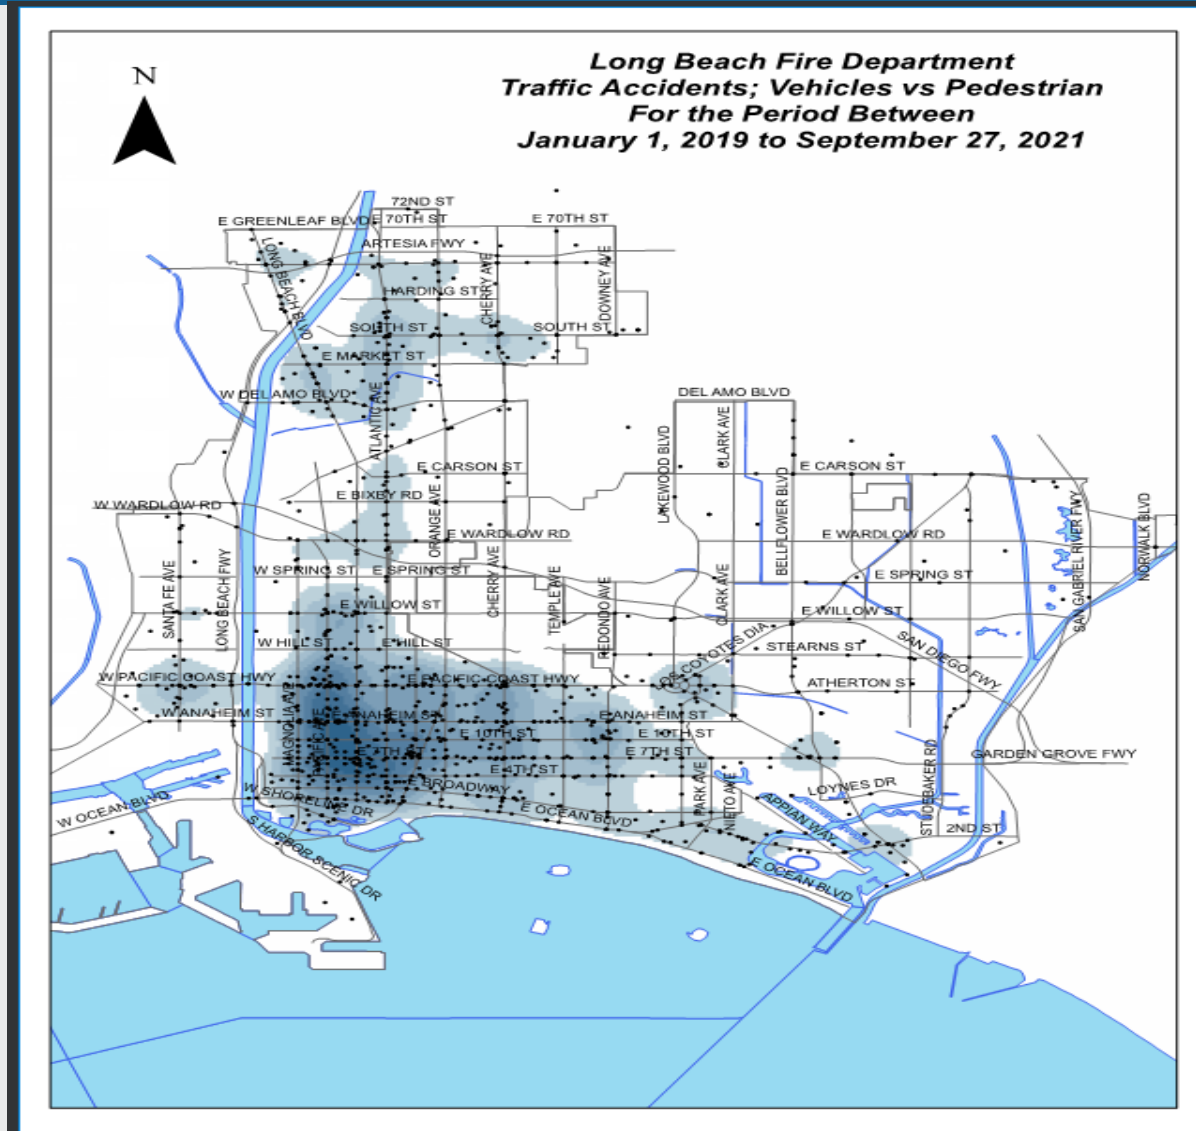 Long Beach Fire Department
Traffic Accidents; Vehicles vs Pedestrian
For the Period Between
January 1, 2019 to September 27, 2021
N
72ND ST
E GREENLEAF BLVD
E 70TH ST
E 70TH ST
ARTESIA FWY
LONG BEACH BLVD
CHERRY AVE
DOWNEY AVE
HARDING ST
SOUTH ST
SOUTH ST
E MARKET ST
W DEL AMO BLVD
DEL AMO BLVD
ATLANTIC AVE
LAKEWOOD BLVD
CLARK AVE
E CARSON ST
E CARSON ST
BELLFLOWER BLVD
E BIXBY RD
W WARDLOW RD
ORANGE AVE
E WARDLOW RD
E WARDLOW RD
SAN GABRIEL RIVER FWY
NORWALK BLVD
SANTA FE AVE
LONG BEACH FWY
W SPRING ST
E SPRING ST
CHERRY AVE
TEMPLE AVE
REDONDO AVE
CLARK AVE
E SPRING ST
E WILLOW ST
E WILLOW ST
W HILL ST
E HILL ST
STEARNS ST
SAN DIEGO FWY
W PACIFIC COAST HWY
E PACIFIC COAST HWY
COYOTES DIA
ATHERTON ST
W ANAHEIM ST
MAGNOLIA AVE
PACIFIC AVE
E ANAHEIM ST
E ANAHEIM ST
E 10TH ST
E 10TH ST
E 7TH ST
E 7TH ST
STUDEBAKER RD
GARDEN GROVE FWY
E 4TH ST
E BROADWAY
PARK AVE
NIETO AVE
LOYNES DR
W SHORELINE DR
W OCEAN BLVD
E OCEAN BLVD
APPIAN WAY
2ND ST
S HARBOR SCENIC DR
E OCEAN BLVD